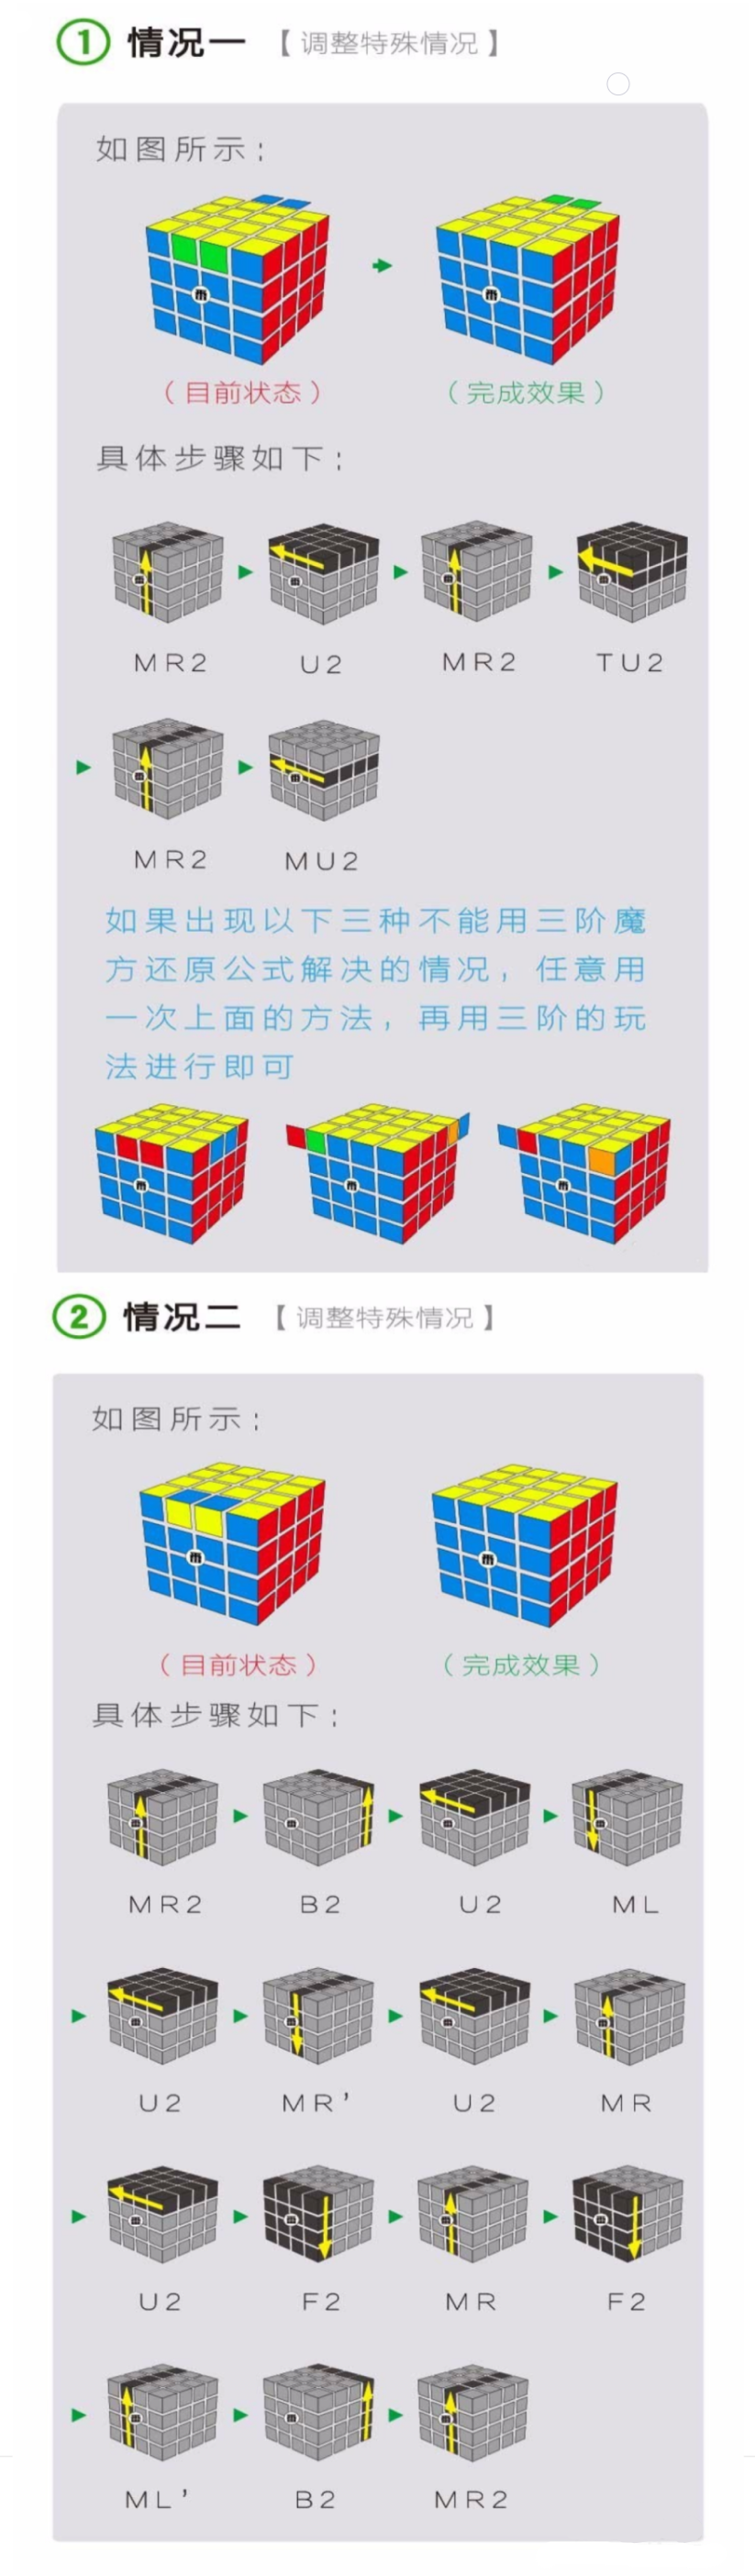 ① 情况一 【调整特殊情况】
如图所示:
（目前状态） （完成效果）
具体步骤如下:
MR2 U2 MR2 TU2
MR2 MU2
如果出现以下三种不能用三阶魔
方还原公式解决的情况，任意用
一次上面的方法，再用三阶的玩
法进行即可
② 情况二 【调整特殊情况】
如图所示:
（目前状态） （完成效果）
具体步骤如下:
MR2 B2 U2 ML
U2 MR’ U2 MR
U2 F2 MR F2
ML’ B2 MR2